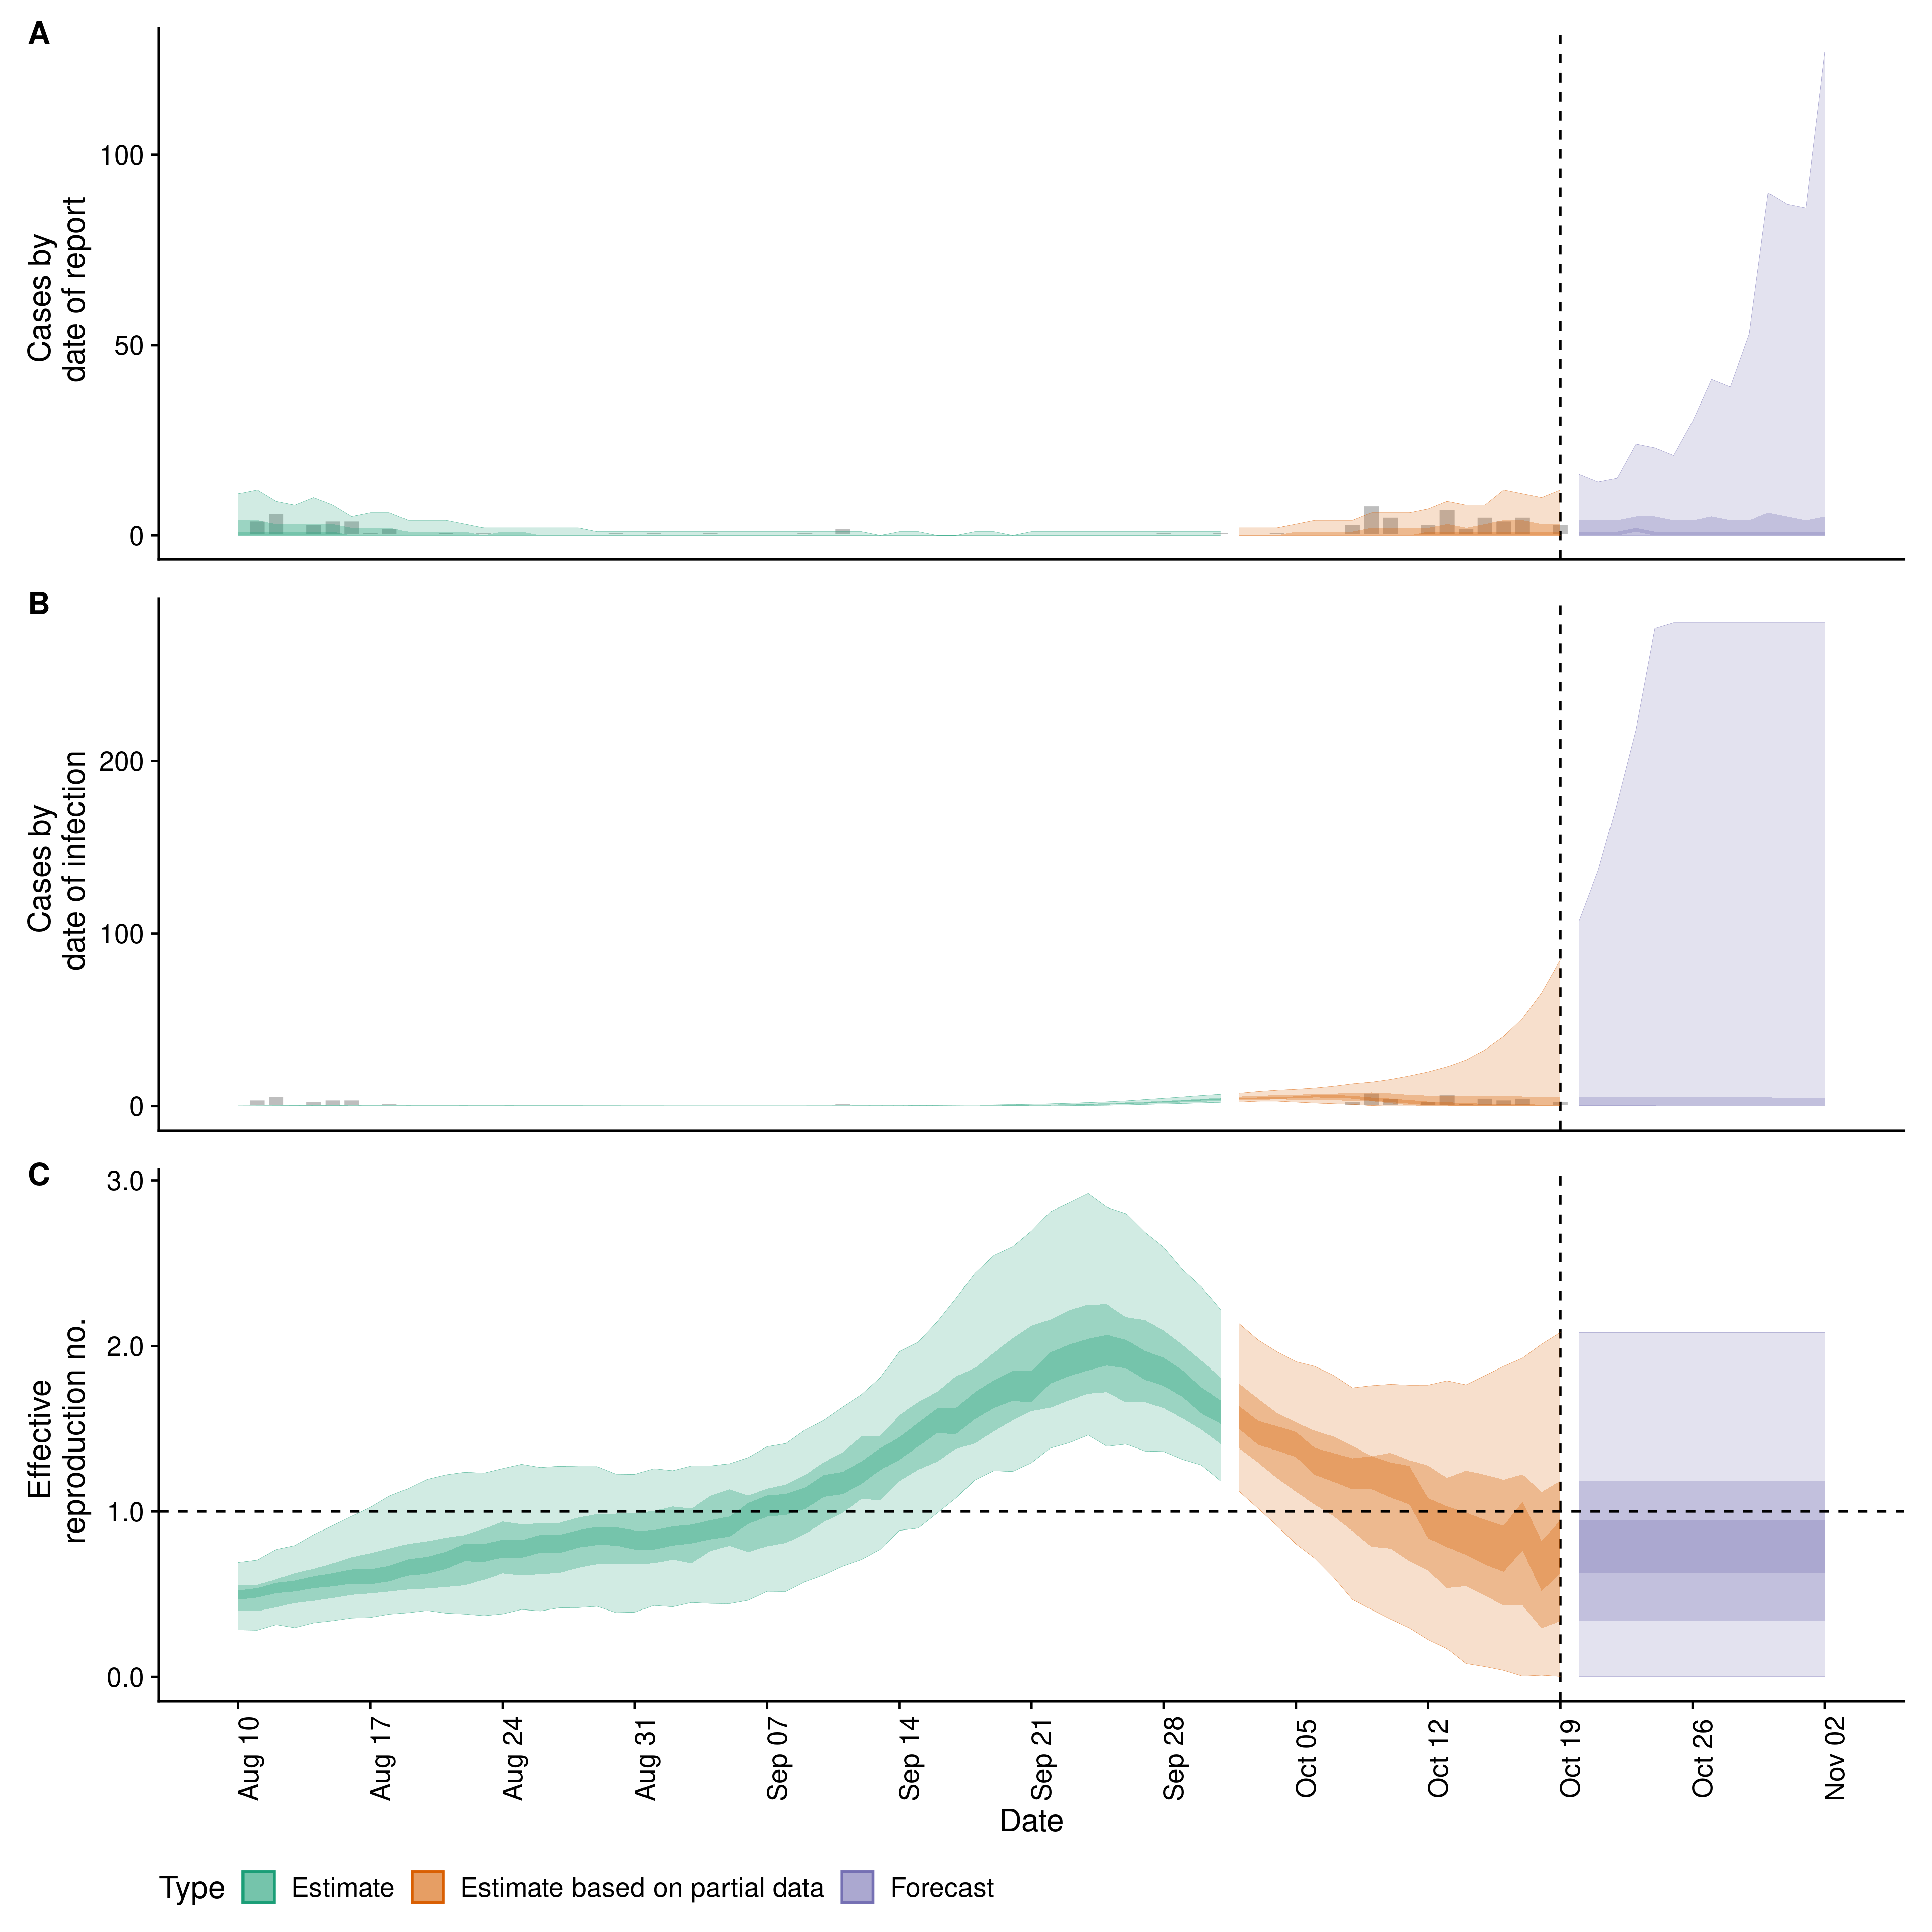 A
Cases by
date of report
100
50
0
B
Cases by
date of infection
200
100
0
C
Effective
reproduction no.
3.0
2.0
1.0
0.0
Aug 10
Aug 17
Aug 24
Aug 31
Sep 07
Sep 14
Sep 21
Sep 28
Oct 05
Oct 12
Oct 19
Oct 26
Nov 02
Date
Type Estimate Estimate based on partial data Forecast